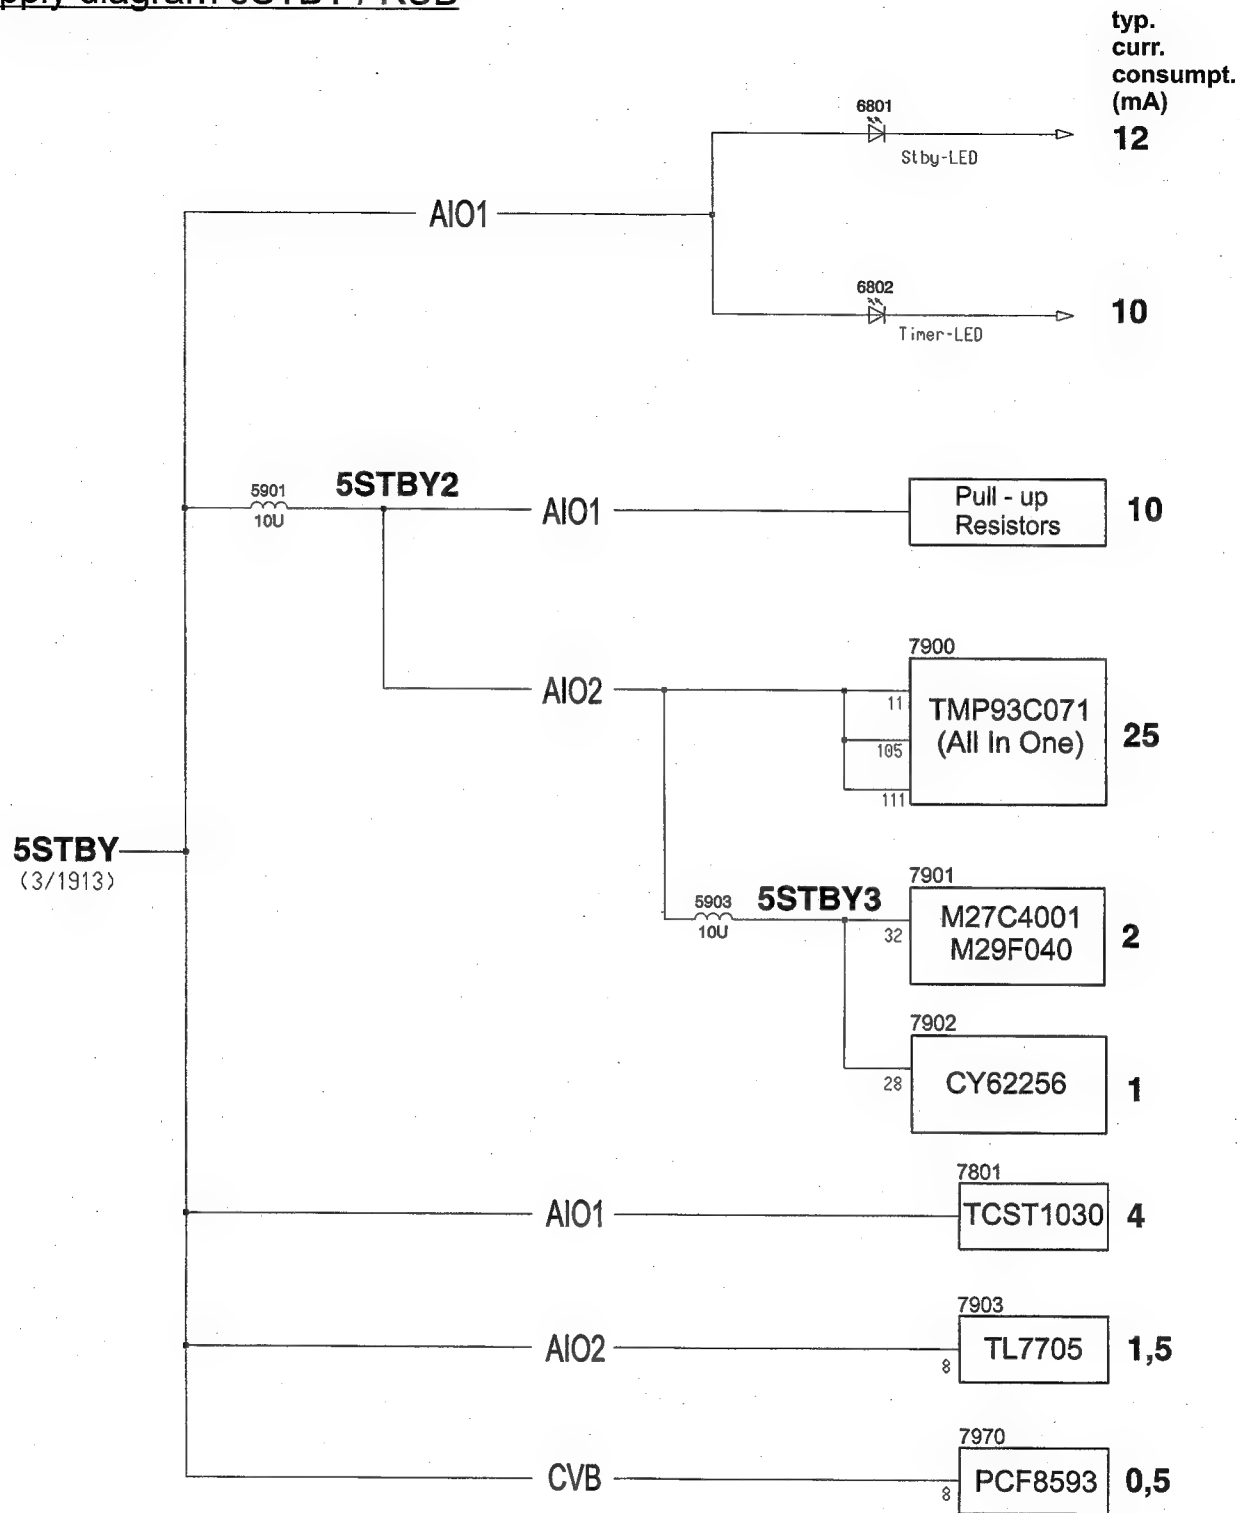 typ.
curr.
consumpt.
(mA)
6801
Stby-LED
12
AIO1
6802
Timer-LED
10
5901
10U
5STBY2
AIO1
Pull - up
Resistors
10
AIO2
7900
11
105
111
TMP93C071
(All In One)
25
5STBY
(3/1913)
5903
10U
5STBY3
7901
32
M27C4001
M29F040
2
7902
28
CY62256
1
AIO1
7801
TCST1030
4
AIO2
7903
8
TL7705
1,5
CVB
7970
8
PCF8593
0,5